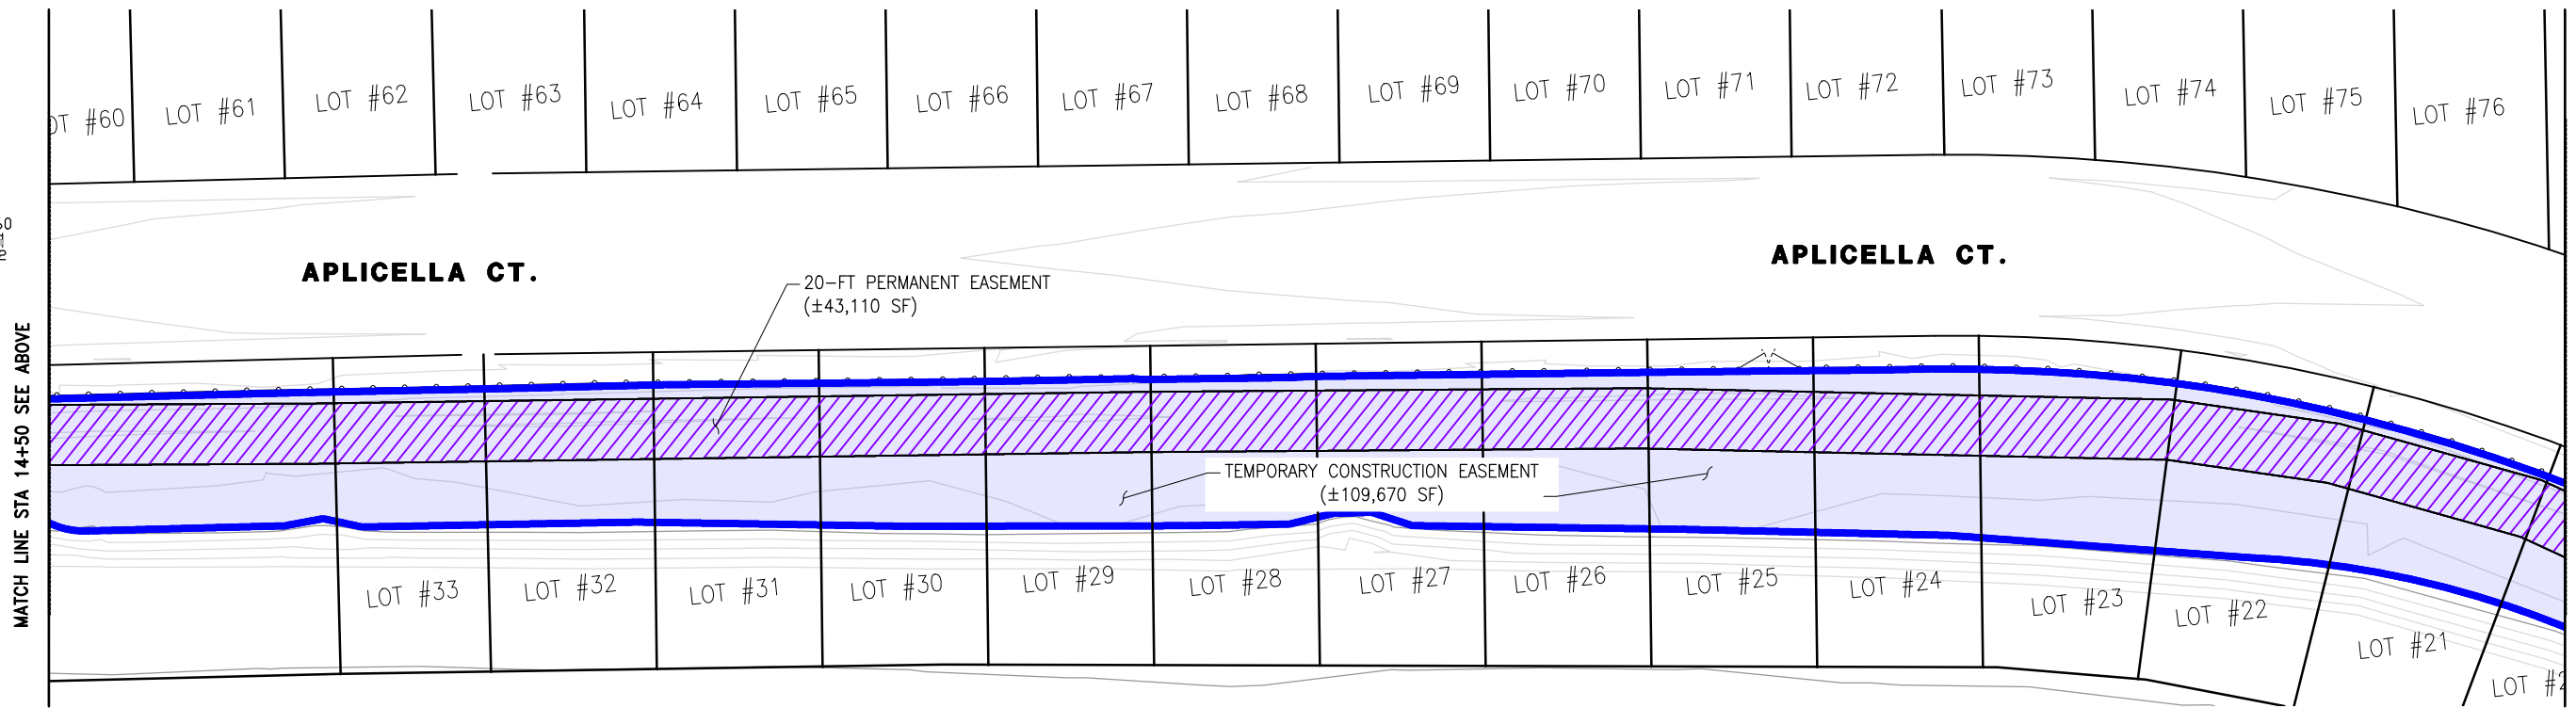 #60
LOT #61
LOT #62
LOT #63
LOT #64
LOT #65
LOT #66
LOT #67
LOT #68
LOT #69
LOT #70
LOT #71
LOT #72
LOT #73
LOT #74
LOT #75
LOT #76
APLICELLA CT.
APLICELLA CT.
20-FT PERMANENT EASEMENT
(±43,110 SF)
MATCH LINE STA 14+50 SEE ABOVE
TEMPORARY CONSTRUCTION EASEMENT
(±109,670 SF)
LOT #33
LOT #32
LOT #31
LOT #30
LOT #29
LOT #28
LOT #27
LOT #26
LOT #25
LOT #24
LOT #23
LOT #22
LOT #21
LOT